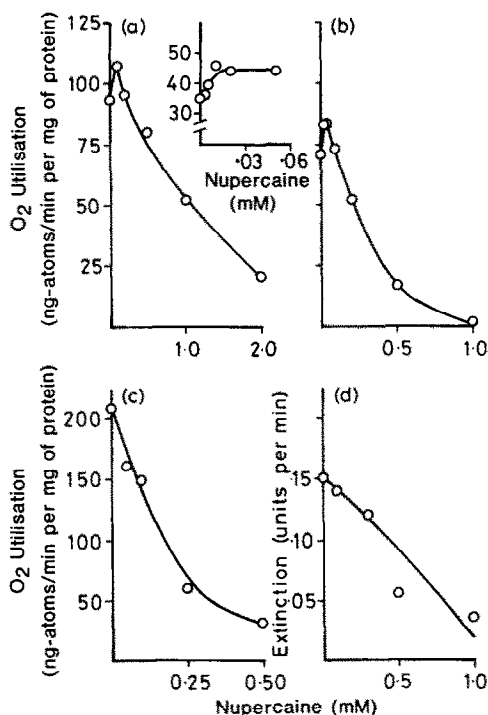 125
100
75
50
25
(a)
50
40
30
·03 ·06
Nupercaine
(mM)
(b)
O2 Utilisation
(ng-atoms/min per mg of protein)
1·0 2·0
0·5 1·0
200
150
100
50
(c)
O2 Utilisation
(ng-atoms/min per mg of protein)
0·25 0·50
(d)
Extinction (units per min)
·15
·05
0·5 1·0
Nupercaine (mM)